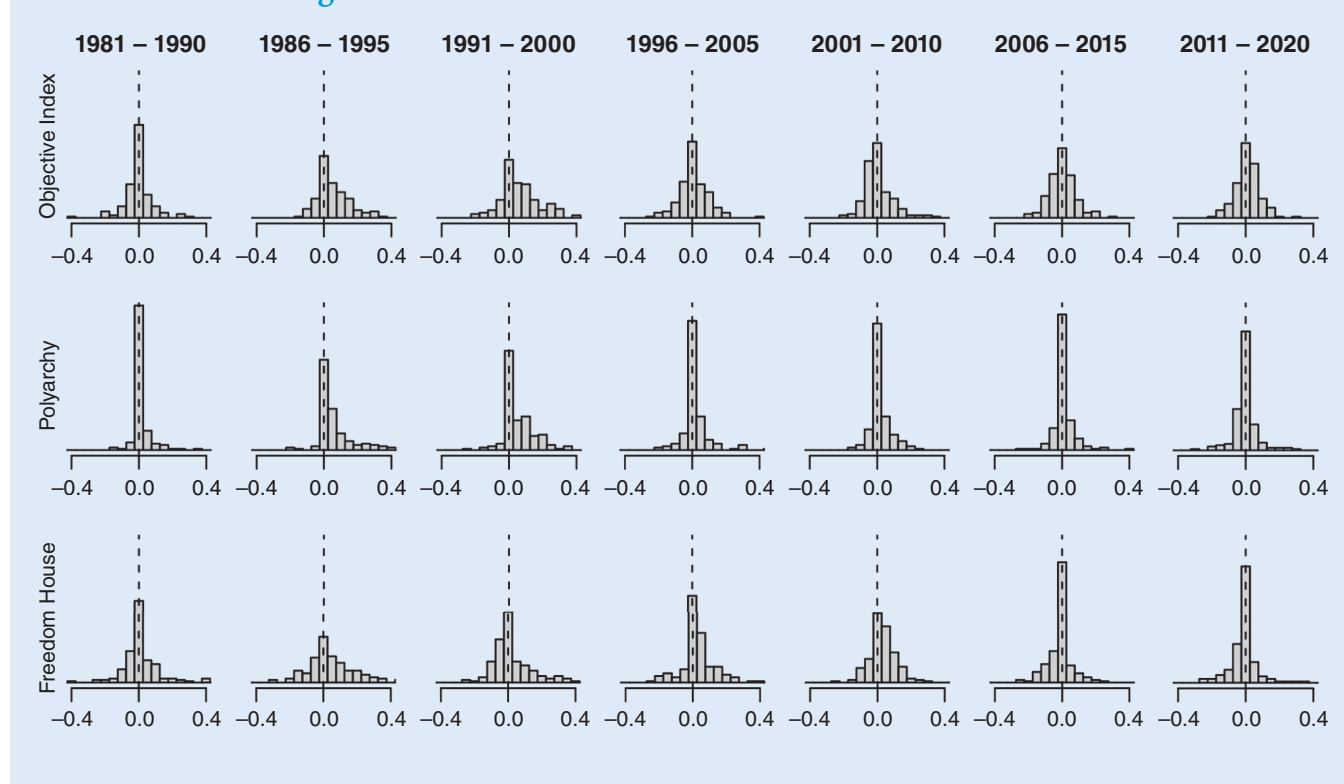 1981 – 1990 1986 – 1995 1991 – 2000 1996 – 2005 2001 – 2010 2006 – 2015 2011 – 2020
Objective Index
–0.4 0.0 0.4 –0.4 0.0 0.4 –0.4 0.0 0.4 –0.4 0.0 0.4 –0.4 0.0 0.4 –0.4 0.0 0.4 –0.4 0.0 0.4
Polyarchy
–0.4 0.0 0.4 –0.4 0.0 0.4 –0.4 0.0 0.4 –0.4 0.0 0.4 –0.4 0.0 0.4 –0.4 0.0 0.4 –0.4 0.0 0.4
Freedom House
–0.4 0.0 0.4 –0.4 0.0 0.4 –0.4 0.0 0.4 –0.4 0.0 0.4 –0.4 0.0 0.4 –0.4 0.0 0.4 –0.4 0.0 0.4